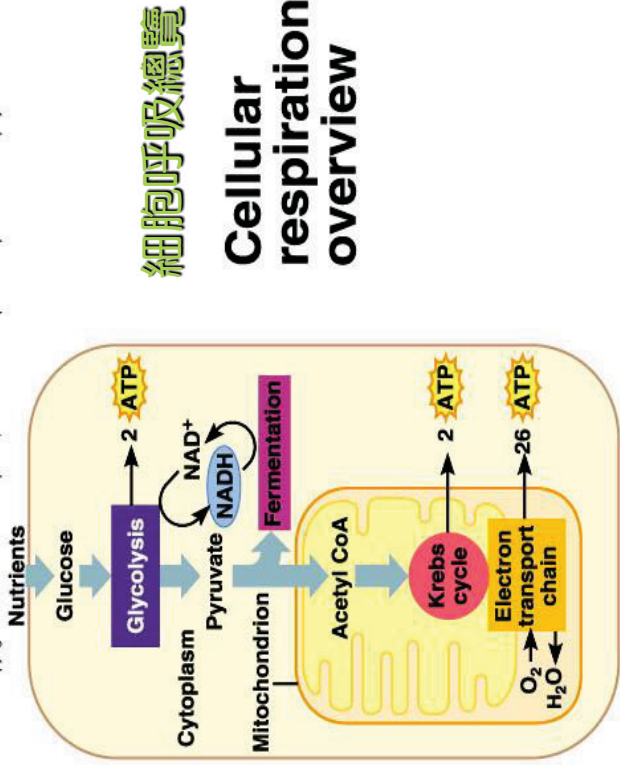 細胞呼吸總覽
Cellular
respiration
overview
Nutrients
Glucose
Glycolysis
2
ATP
Cytoplasm
Pyruvate
NAD+
NADH
Fermentation
Mitochondrion
Acetyl CoA
Krebs
cycle
2
ATP
Electron
transport
chain
26
ATP
O2
H2O